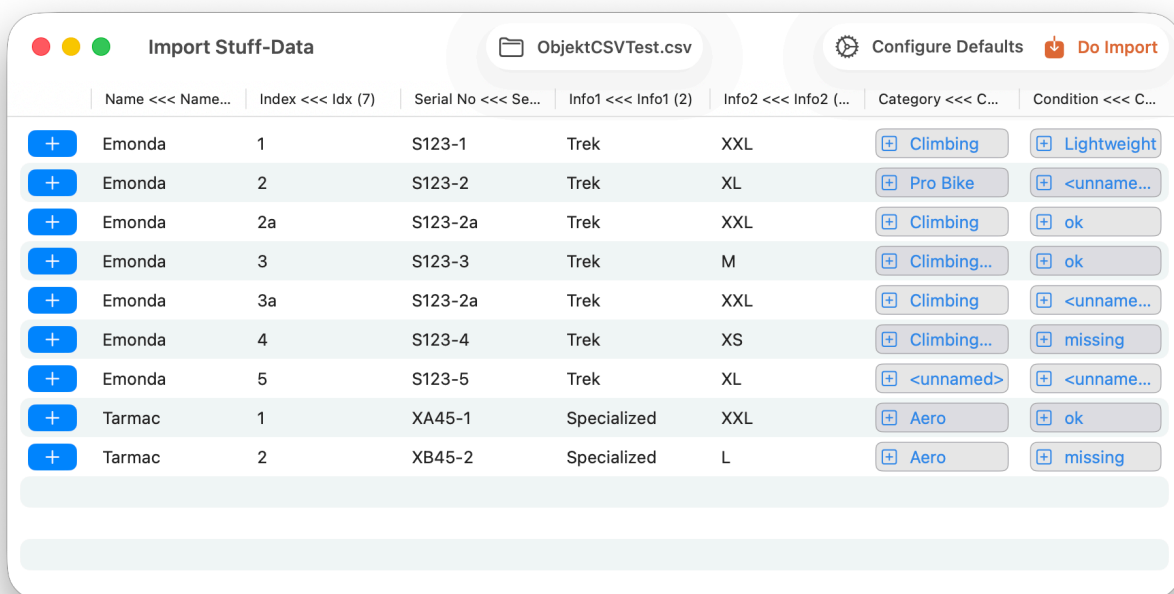 Import Stuff-Data ObjektCSVTest.csv Configure Defaults Do Import
Name <<< Name... Index <<< Idx (7) Serial No <<< Se... Info1 <<< Info1 (2) Info2 <<< Info2 (... Category <<< C... Condition <<< C...
+ Emonda 1 S123-1 Trek XXL + Climbing + Lightweight
+ Emonda 2 S123-2 Trek XL + Pro Bike + <unname...
+ Emonda 2a S123-2a Trek XXL + Climbing + ok
+ Emonda 3 S123-3 Trek M + Climbing... + ok
+ Emonda 3a S123-2a Trek XXL + Climbing + <unname...
+ Emonda 4 S123-4 Trek XS + Climbing... + missing
+ Emonda 5 S123-5 Trek XL + <unnamed> + <unname...
+ Tarmac 1 XA45-1 Specialized XXL + Aero + ok
+ Tarmac 2 XB45-2 Specialized L + Aero + missing